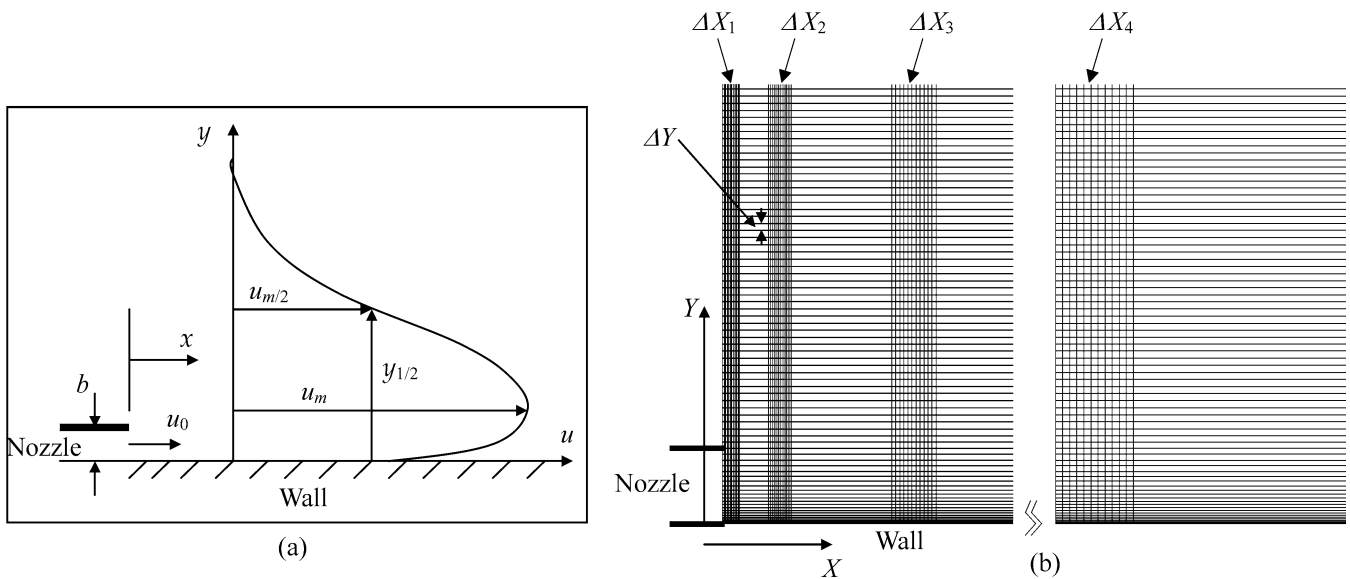 y
u_{m/2}
x
y_{1/2}
b
u_m
u_0
Nozzle
u
Wall
(a)
ΔX_1 ΔX_2 ΔX_3 ΔX_4
ΔY
Y
Nozzle
Wall
X
(b)